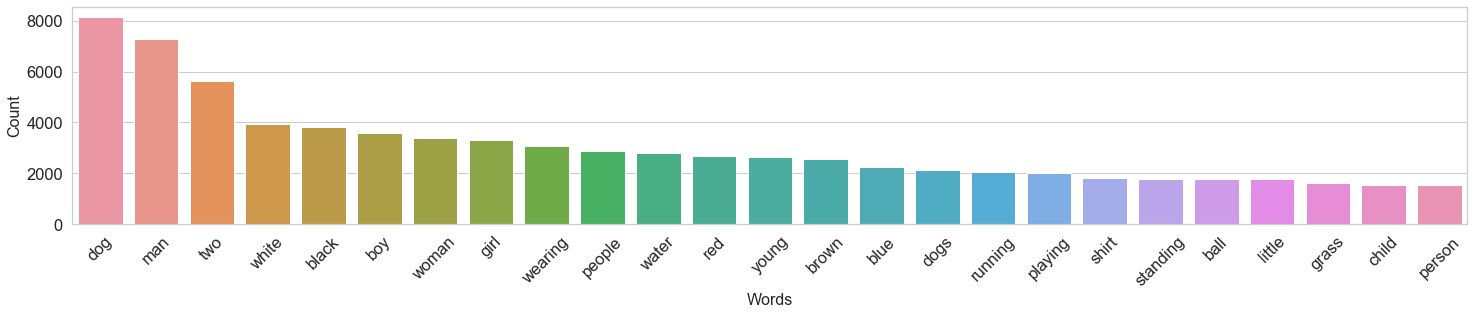 8000
6000
4000
2000
0
Count
dog man two white black boy woman girl wearing people water red young brown blue dogs running playing shirt standing ball little grass child person
Words